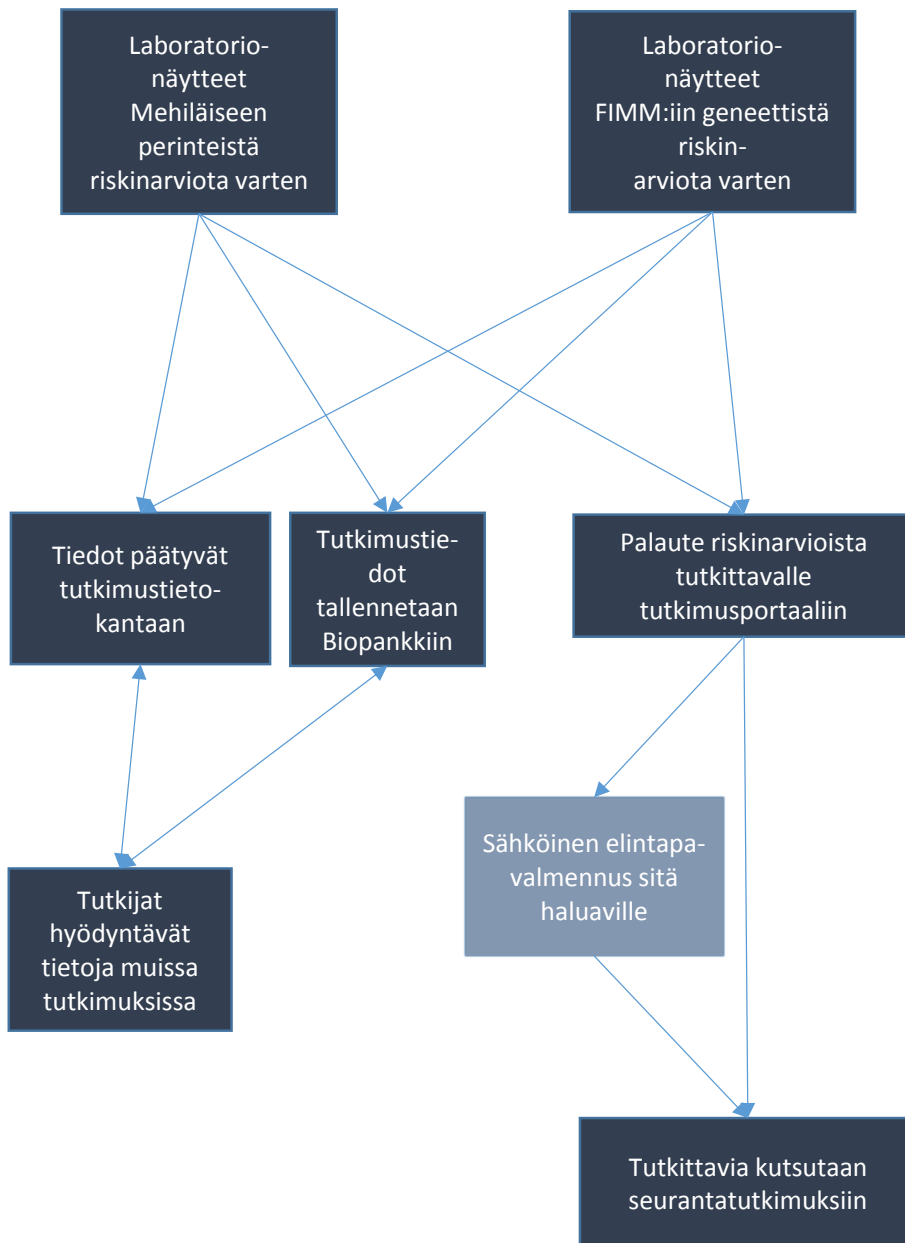 Laboratorio-
näytteet
Mehiläiseen
perinteistä
riskinarviota varten
Laboratorio-
näytteet
FIMM:iin geneettistä
riskin-
arviota varten
Tiedot päätyvät
tutkimustieto-
kantaan
Tutkimustie-
dot
tallennetaan
Biopankkiin
Palaute riskinarvioista
tutkittavalle
tutkimusportaaliin
Sähköinen elintapa-
valmennus sitä
haluaville
Tutkijat
hyödyntävät
tietoja muissa
tutkimuksissa
Tutkittavia kutsutaan
seurantatutkimuksiin